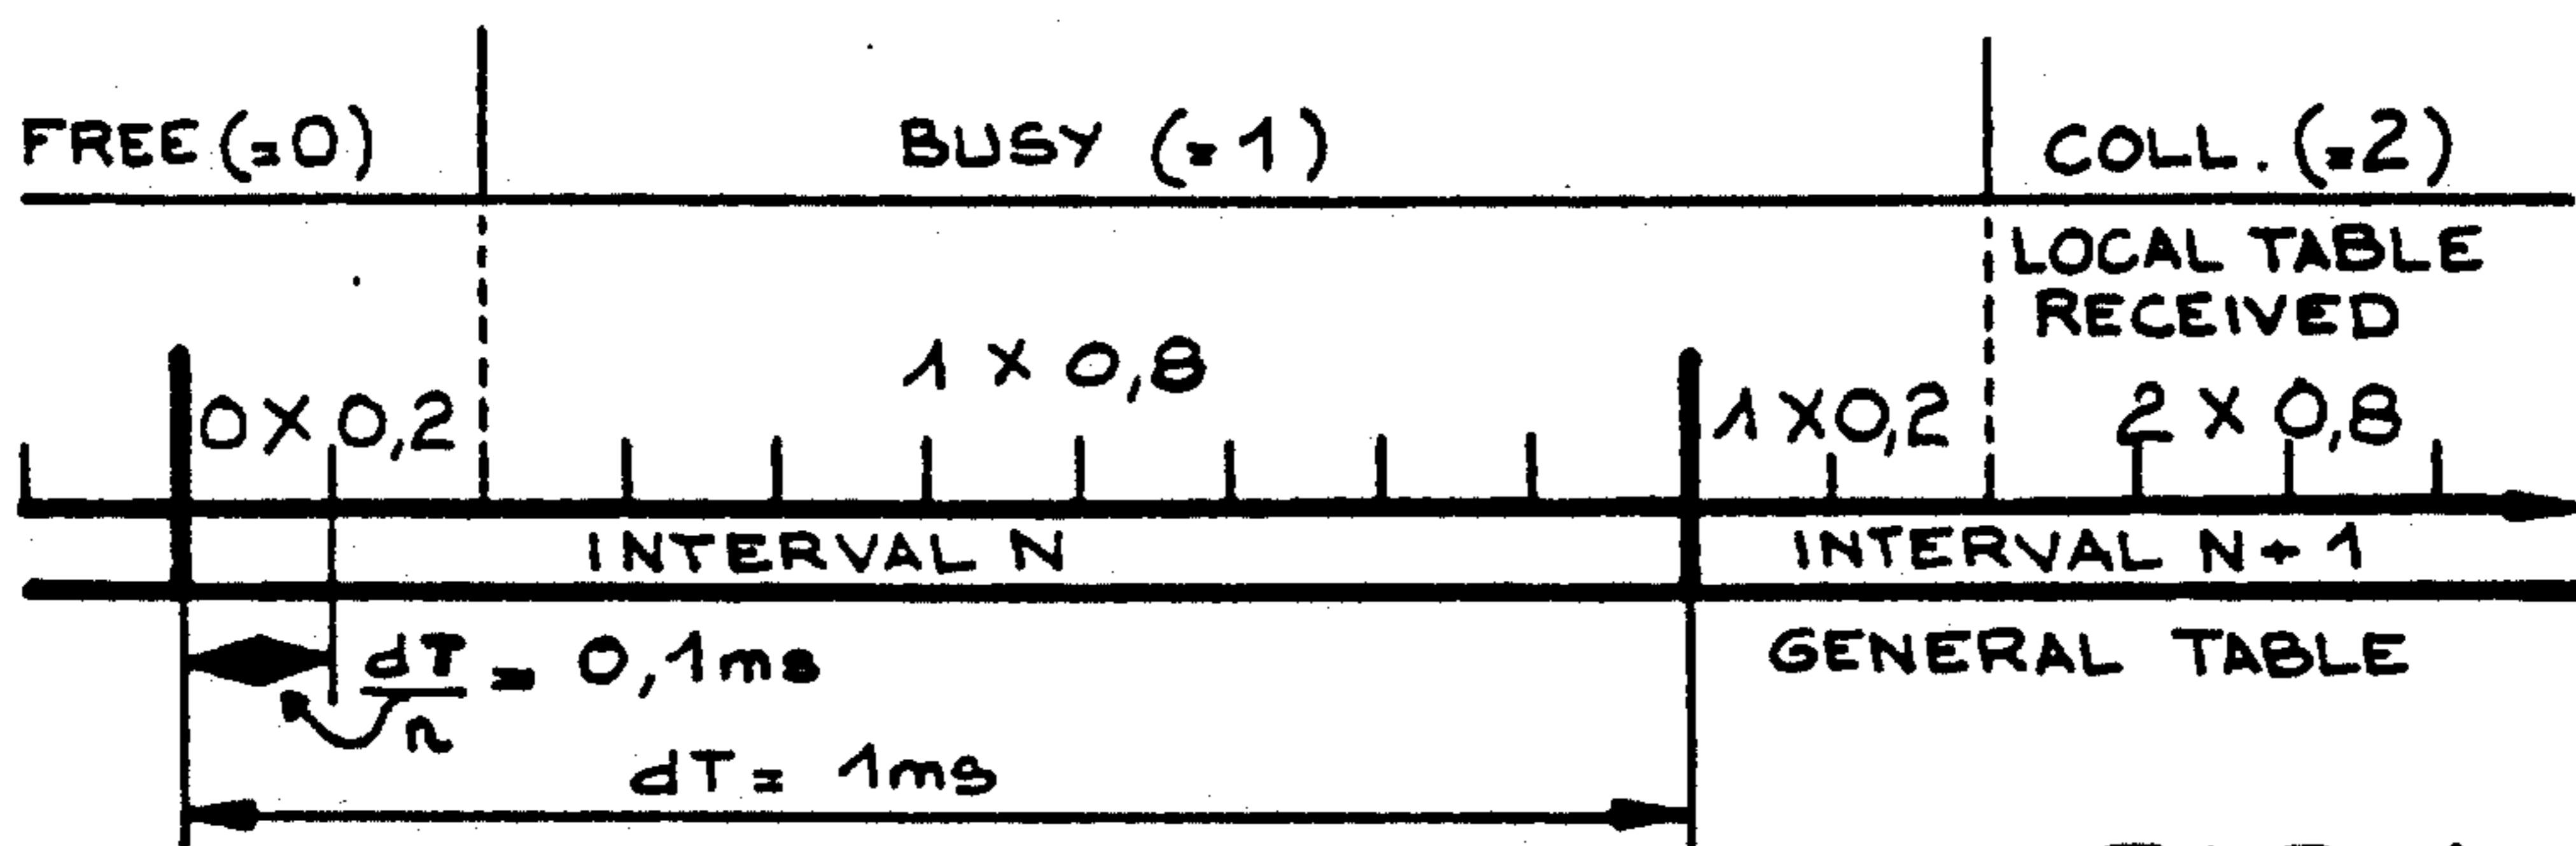 FREE (=0) BUSY (=1) COLL. (=2)
LOCAL TABLE
RECEIVED
0 X 0,2 1 X 0,8 1 X 0,2 2 X 0,8
INTERVAL N INTERVAL N+1
dT/n = 0,1ms GENERAL TABLE
dT = 1ms